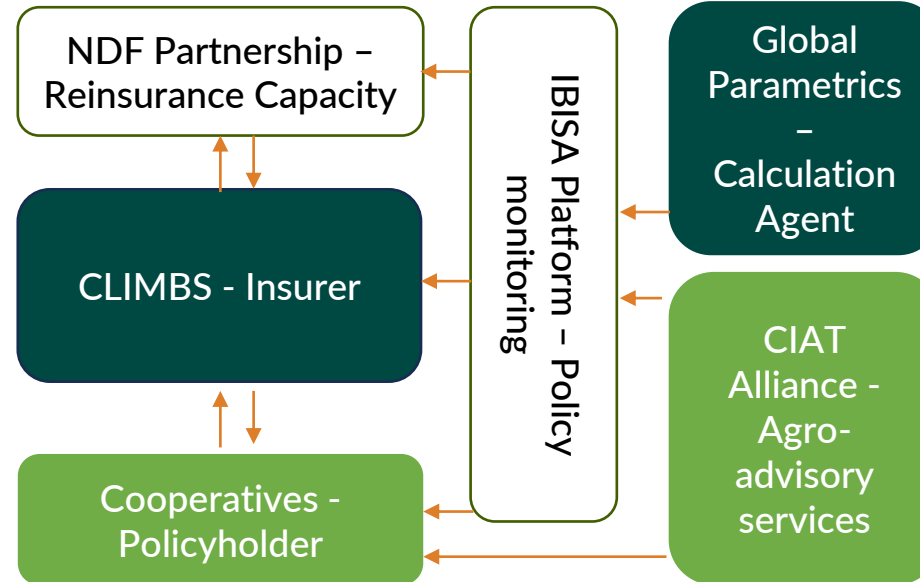 NDF Partnership –
Reinsurance Capacity
CLIMBS - Insurer
Cooperatives -
Policyholder
IBISA Platform – Policy
monitoring
Global
Parametrics
–
Calculation
Agent
CIAT
Alliance -
Agro-
advisory
services